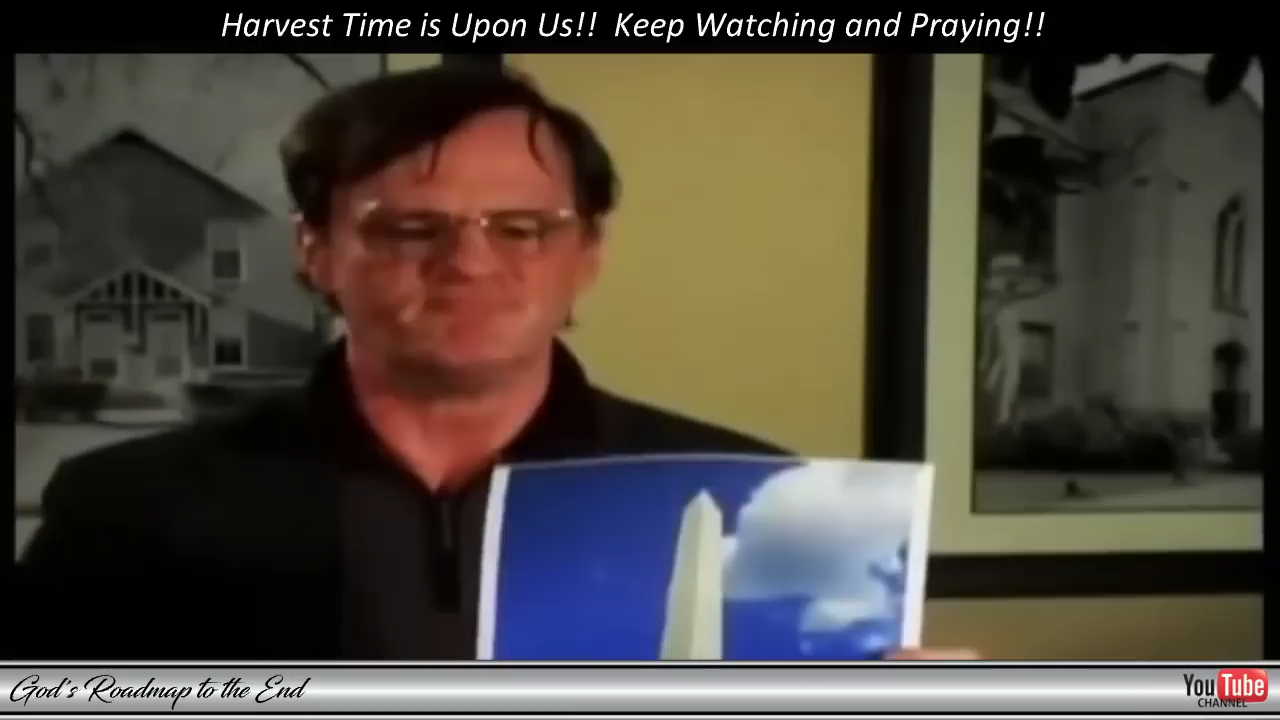 Harvest Time is Upon Us!!  Keep Watching and Praying!!
God's Roadmap to the End
YouTube
CHANNEL